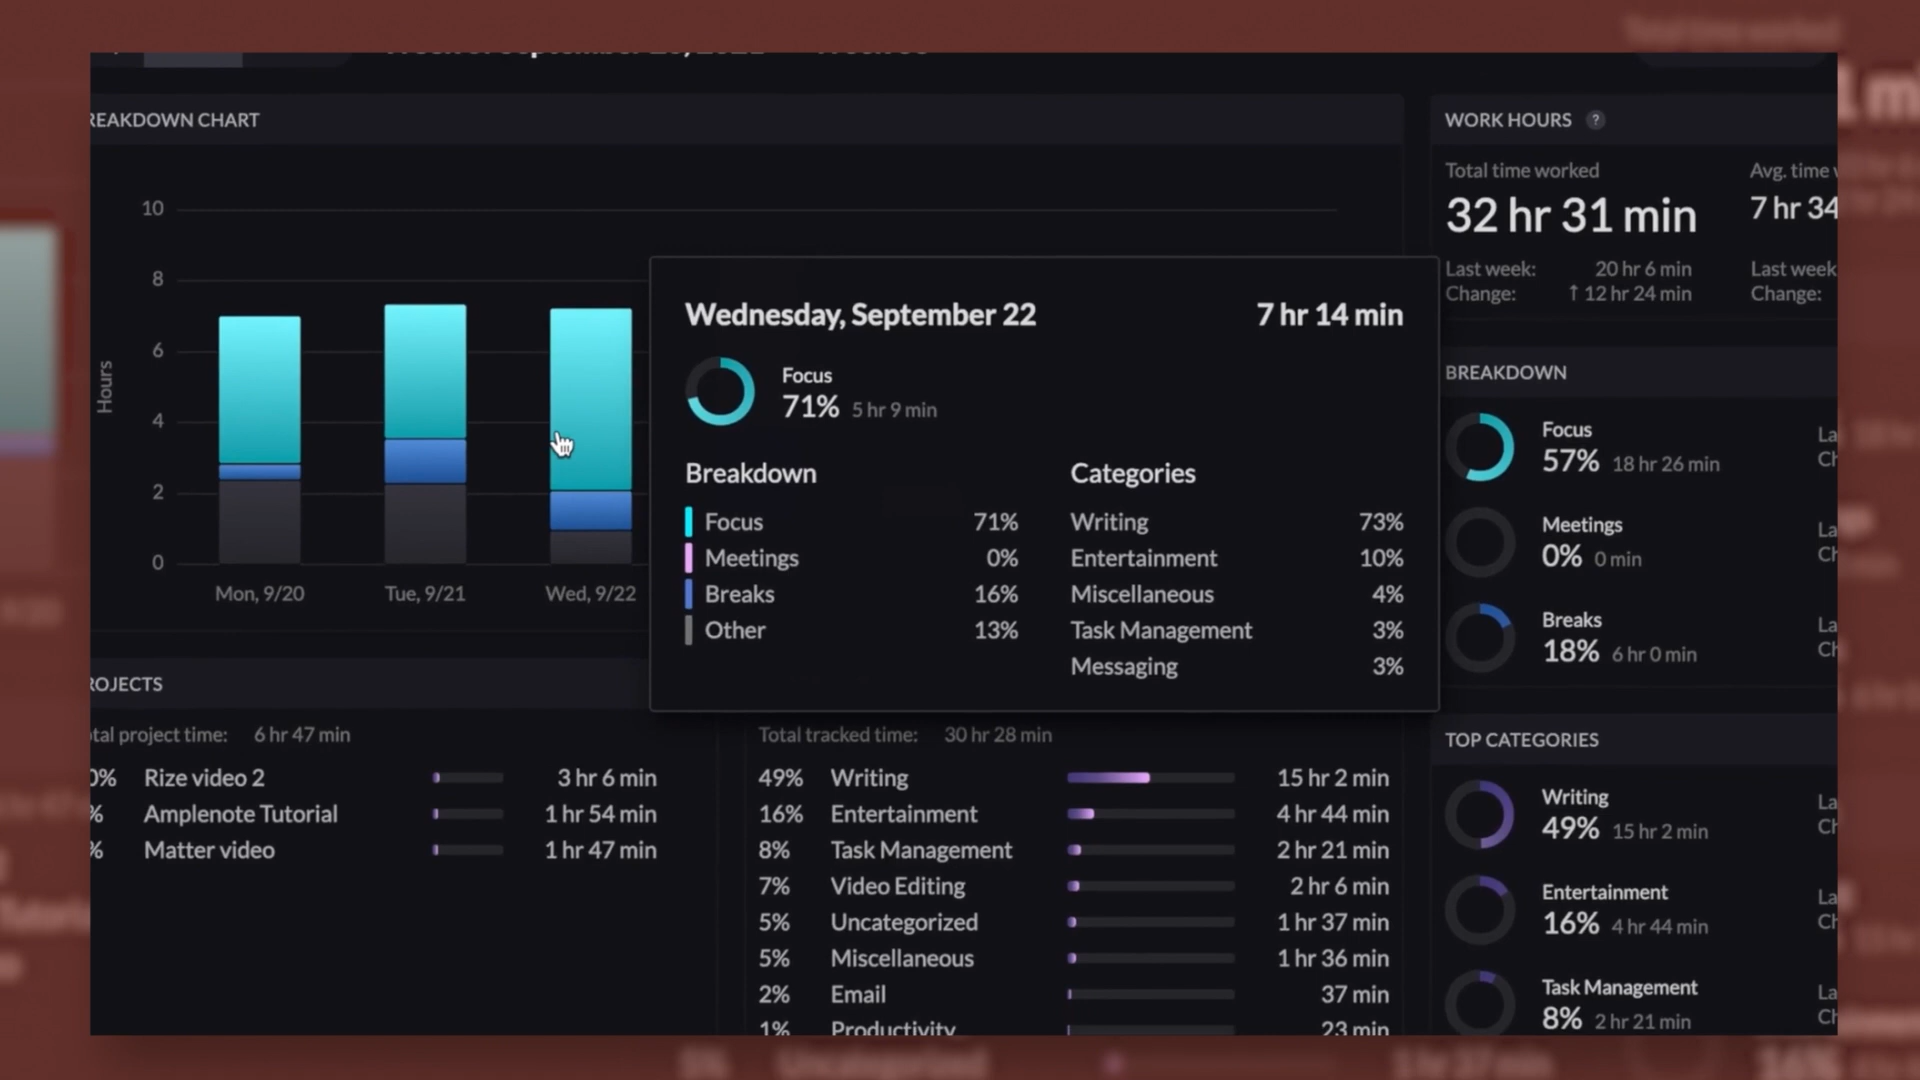 REAKDOWN CHART
10
8
6
4
2
0
Hours
Mon, 9/20
Tue, 9/21
Wed, 9/22
Wednesday, September 22
7 hr 14 min
Focus
71% 5 hr 9 min
Breakdown
Focus 71%
Meetings 0%
Breaks 16%
Other 13%
Categories
Writing 73%
Entertainment 10%
Miscellaneous 4%
Task Management 3%
Messaging 3%
WORK HOURS ?
Total time worked
32 hr 31 min
Last week: 20 hr 6 min
Change: ↑ 12 hr 24 min
Avg. time
7 hr 34
Last week
Change:
BREAKDOWN
Focus
57% 18 hr 26 min
Meetings
0% 0 min
Breaks
18% 6 hr 0 min
ROJECTS
tal project time: 6 hr 47 min
0% Rize video 2 3 hr 6 min
% Amplenote Tutorial 1 hr 54 min
% Matter video 1 hr 47 min
Total tracked time: 30 hr 28 min
49% Writing 15 hr 2 min
16% Entertainment 4 hr 44 min
8% Task Management 2 hr 21 min
7% Video Editing 2 hr 6 min
5% Uncategorized 1 hr 37 min
5% Miscellaneous 1 hr 36 min
2% Email 37 min
1% Productivity 23 min
TOP CATEGORIES
Writing
49% 15 hr 2 min
Entertainment
16% 4 hr 44 min
Task Management
8% 2 hr 21 min